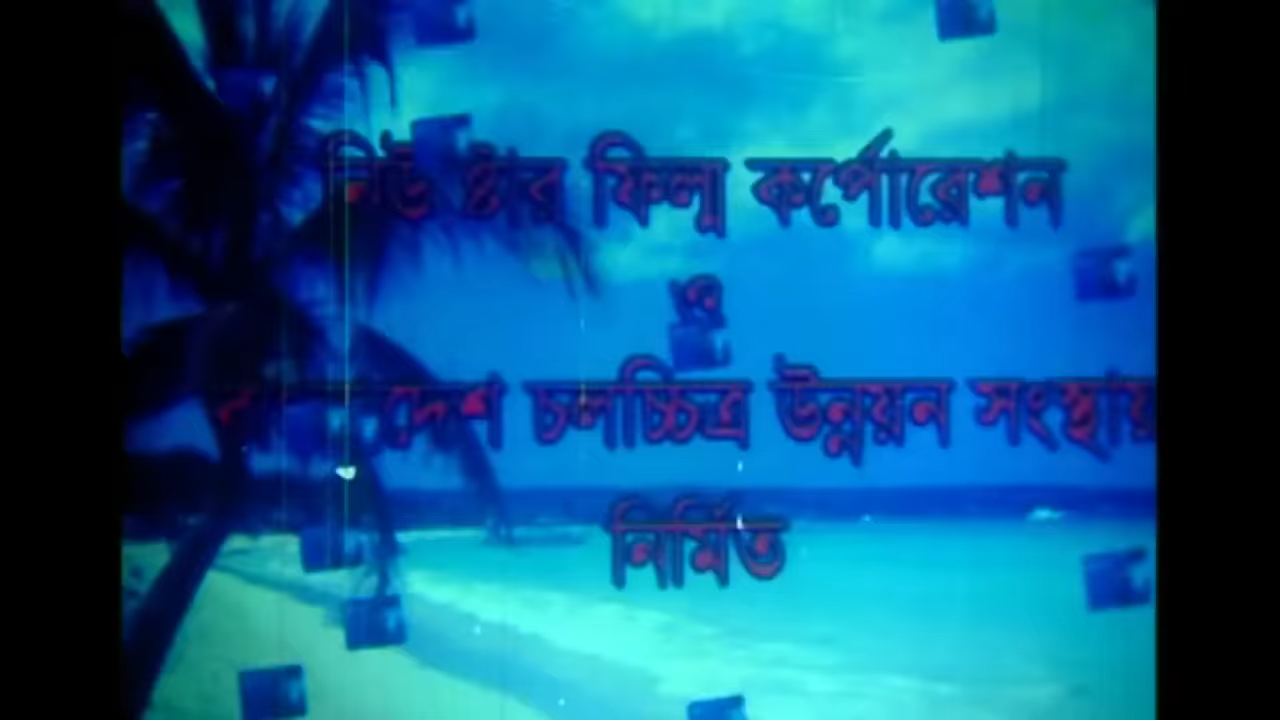 নিউ ষ্টার ফিল্ম কর্পোরেশন
ও
দেশ চলচ্চিত্র উন্নয়ন সংস্থায়
নির্মিত